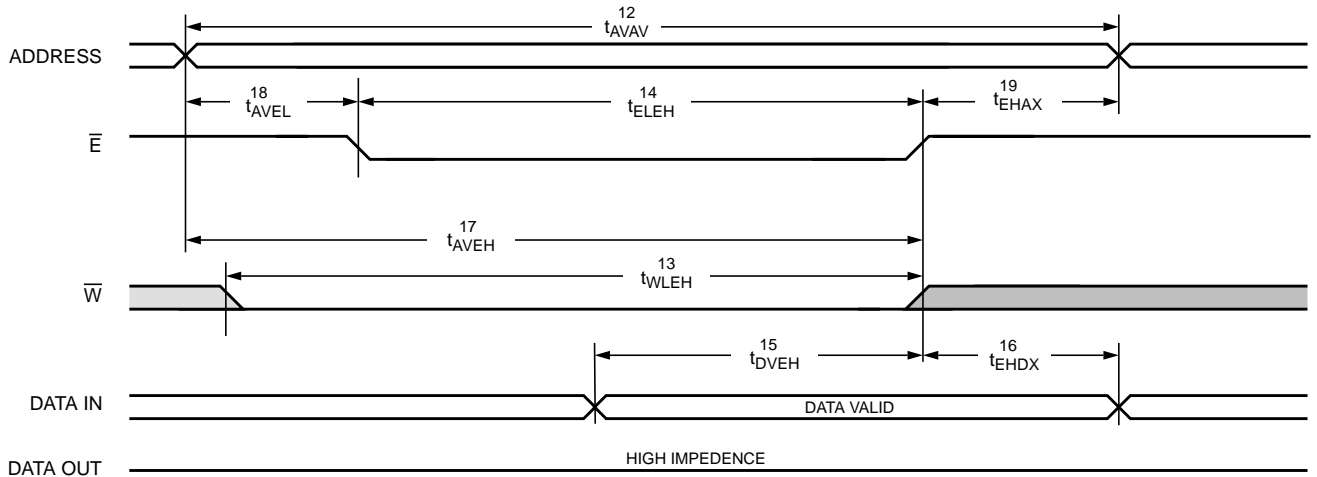 12
tAVAV
ADDRESS
18
tAVEL
14
tELEH
19
tEHAX
E̅
17
tAVEH
13
tWLEH
W̅
15
tDVEH
16
tEHDX
DATA IN
DATA VALID
DATA OUT
HIGH IMPEDENCE